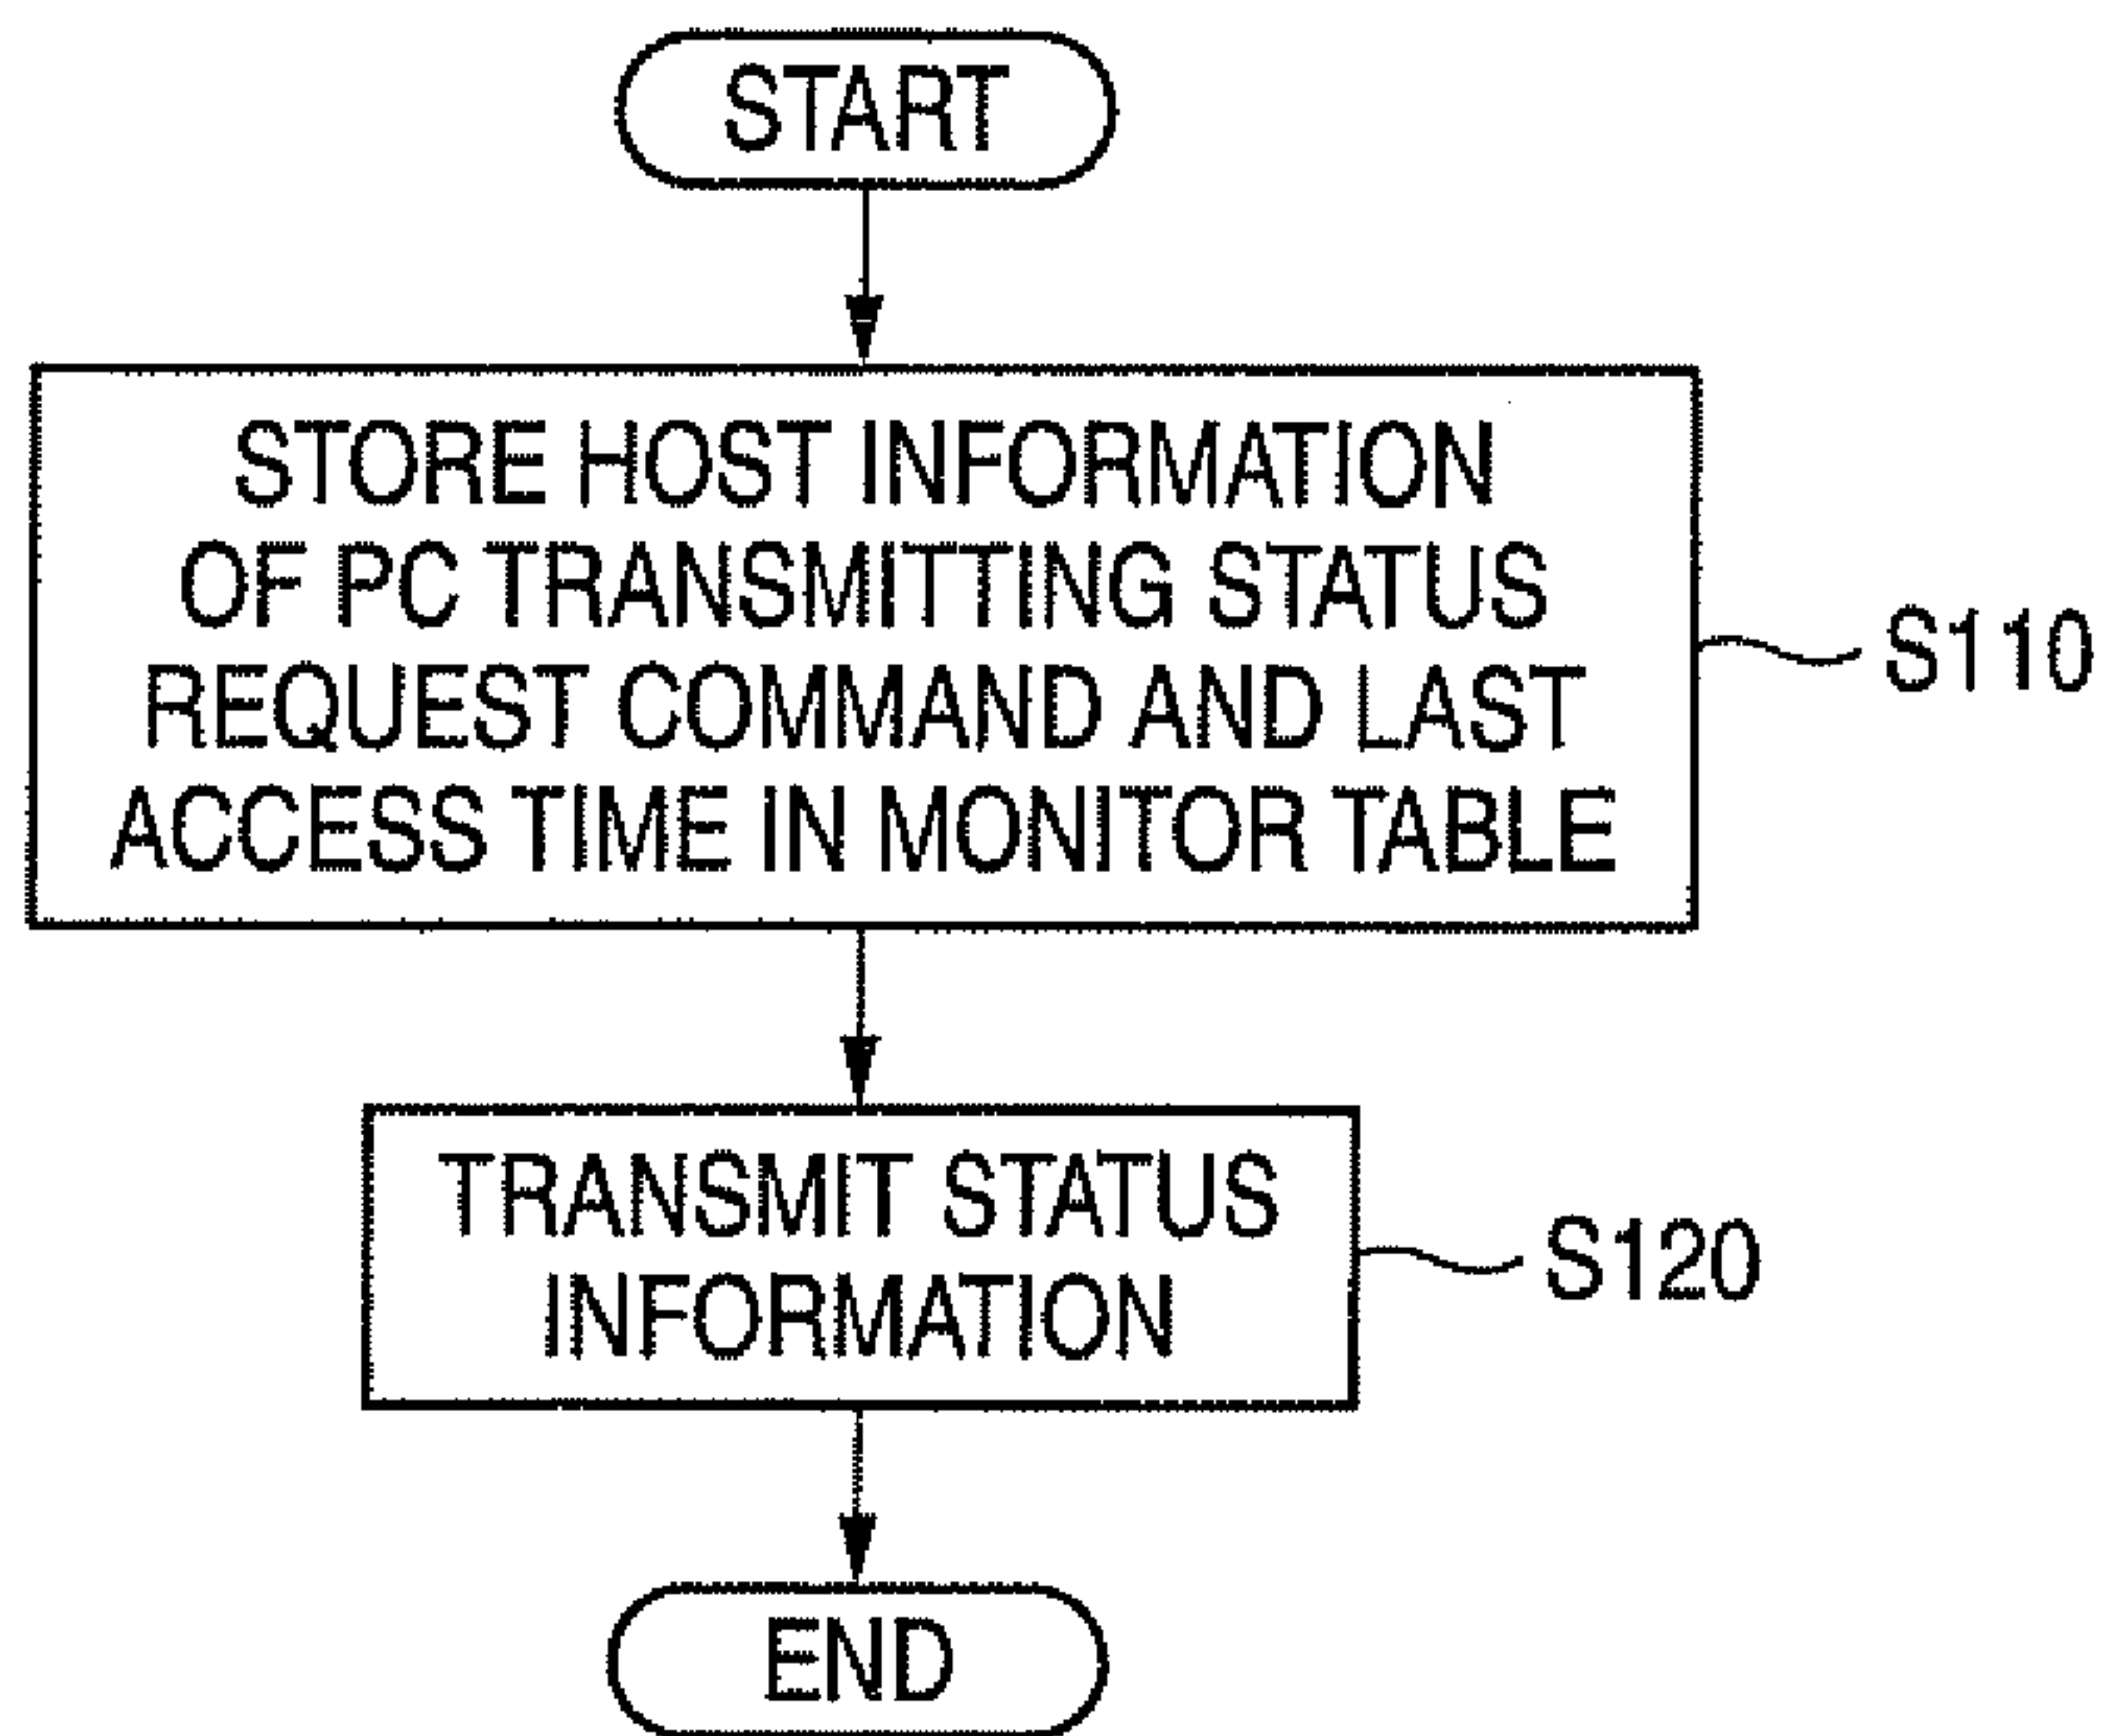 START
STORE HOST INFORMATION
OF PC TRANSMITTING STATUS
REQUEST COMMAND AND LAST
ACCESS TIME IN MONITOR TABLE
S110
TRANSMIT STATUS
INFORMATION
S120
END